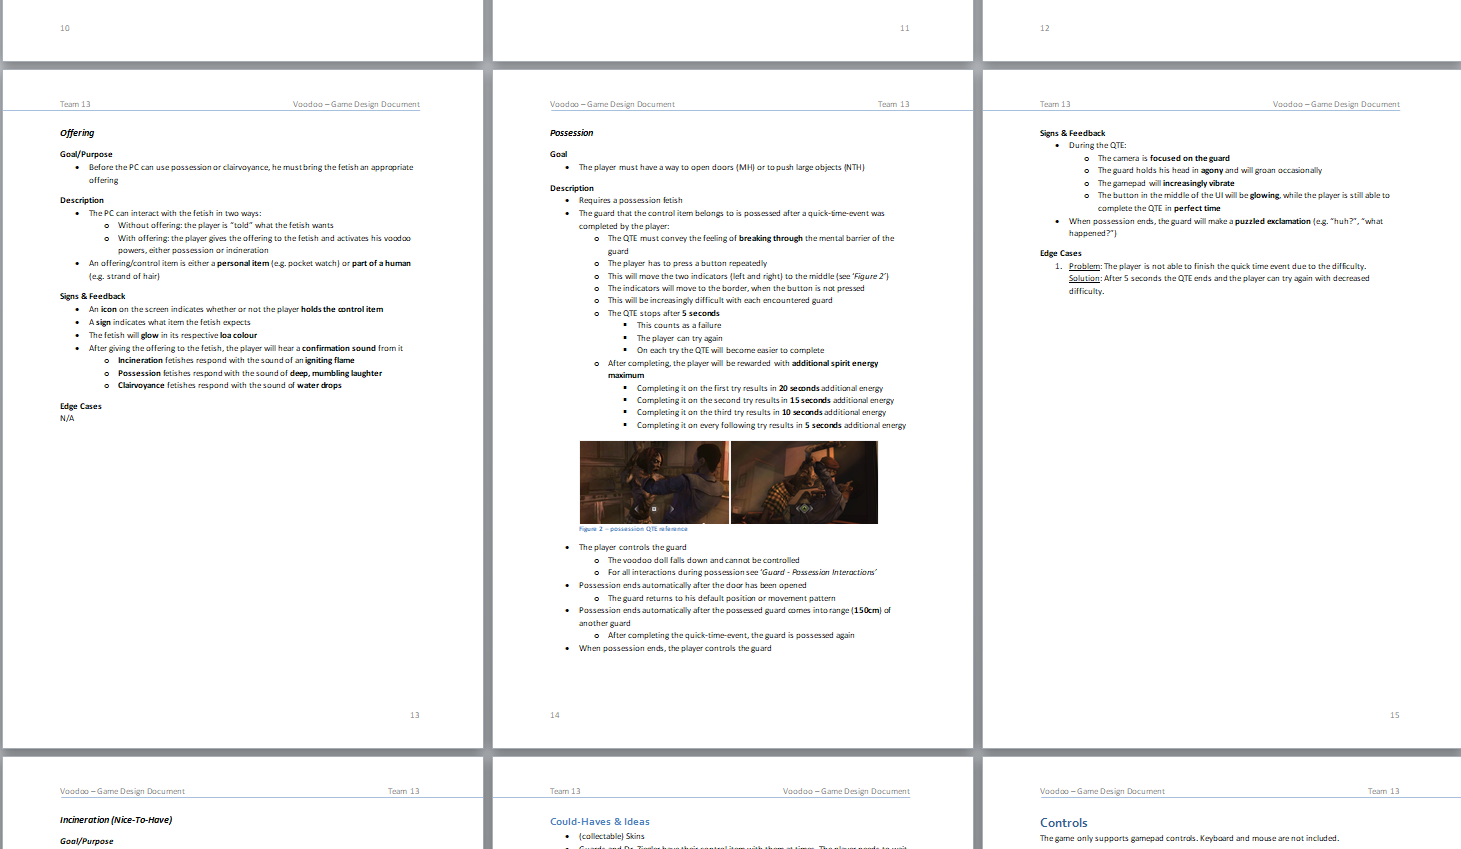 10
11
12
Team 13
Voodoo – Game Design Document
Offering
Goal/Purpose
• Before the PC can use possession or clairvoyance, he must bring the fetish an appropriate
offering
Description
• The PC can interact with the fetish in two ways:
o Without offering: the player is “told” what the fetish wants
o With offering: the player gives the offering to the fetish and activates his voodoo
powers, either possession or incineration
• An offering/control item is either a personal item (e.g. pocket watch) or part of a human
(e.g. strand of hair)
Signs & Feedback
• An icon on the screen indicates whether or not the player holds the control item
• A sign indicates what item the fetish expects
• The fetish will glow in its respective loa colour
• After giving the offering to the fetish, the player will hear a confirmation sound from it
o Incineration fetishes respond with the sound of an igniting flame
o Possession fetishes respond with the sound of deep, mumbling laughter
o Clairvoyance fetishes respond with the sound of water drops
Edge Cases
N/A
13
Voodoo – Game Design Document
Team 13
Possession
Goal
• The player must have a way to open doors (MH) or to push large objects (NTH)
Description
• Requires a possession fetish
• The guard that the control item belongs to is possessed after a quick-time-event was
completed by the player:
o The QTE must convey the feeling of breaking through the mental barrier of the
guard
o The player has to press a button repeatedly
o This will move the two indicators (left and right) to the middle (see ‘Figure 2’)
o The indicators will move to the border, when the button is not pressed
o This will be increasingly difficult with each encountered guard
o The QTE stops after 5 seconds
▪ This counts as a failure
▪ The player can try again
▪ On each try the QTE will become easier to complete
o After completing, the player will be rewarded with additional spirit energy
maximum
▪ Completing it on the first try results in 20 seconds additional energy
▪ Completing it on the second try results in 15 seconds additional energy
▪ Completing it on the third try results in 10 seconds additional energy
▪ Completing it on every following try results in 5 seconds additional energy
Figure 2 – possession QTE reference
• The player controls the guard
o The voodoo doll falls down and cannot be controlled
o For all interactions during possession see ‘Guard - Possession Interactions’
• Possession ends automatically after the door has been opened
o The guard returns to his default position or movement pattern
• Possession ends automatically after the possessed guard comes into range (150cm) of
another guard
o After completing the quick-time-event, the guard is possessed again
• When possession ends, the player controls the guard
14
Team 13
Voodoo – Game Design Document
Signs & Feedback
• During the QTE:
o The camera is focused on the guard
o The guard holds his head in agony and will groan occasionally
o The gamepad will increasingly vibrate
o The button in the middle of the UI will be glowing, while the player is still able to
complete the QTE in perfect time
• When possession ends, the guard will make a puzzled exclamation (e.g. “huh?”, “what
happened?”)
Edge Cases
1. Problem: The player is not able to finish the quick time event due to the difficulty.
Solution: After 5 seconds the QTE ends and the player can try again with decreased
difficulty.
15
Voodoo – Game Design Document
Team 13
Incineration (Nice-To-Have)
Goal/Purpose
Team 13
Voodoo – Game Design Document
Could-Haves & Ideas
• (collectable) Skins
• Guards and Dr. Ziegler have their control item with them at times. The player needs to wait
Voodoo – Game Design Document
Team 13
Controls
The game only supports gamepad controls. Keyboard and mouse are not included.